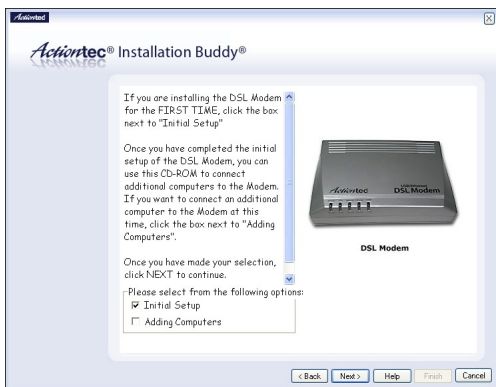 Actiontec
Actiontec® Installation Buddy®
If you are installing the DSL Modem
for the FIRST TIME, click the box
next to "Initial Setup"
Once you have completed the initial
setup of the DSL Modem, you can
use this CD-ROM to connect
additional computers to the Modem.
If you want to connect an additional
computer to the Modem at this
time, click the box next to "Adding
Computers".
Once you have made your selection,
click NEXT to continue.
Please select from the following options:
Initial Setup
Adding Computers
Actiontec
USB/Ethernet
DSL Modem
DSL Modem
< Back
Next >
Help
Finish
Cancel